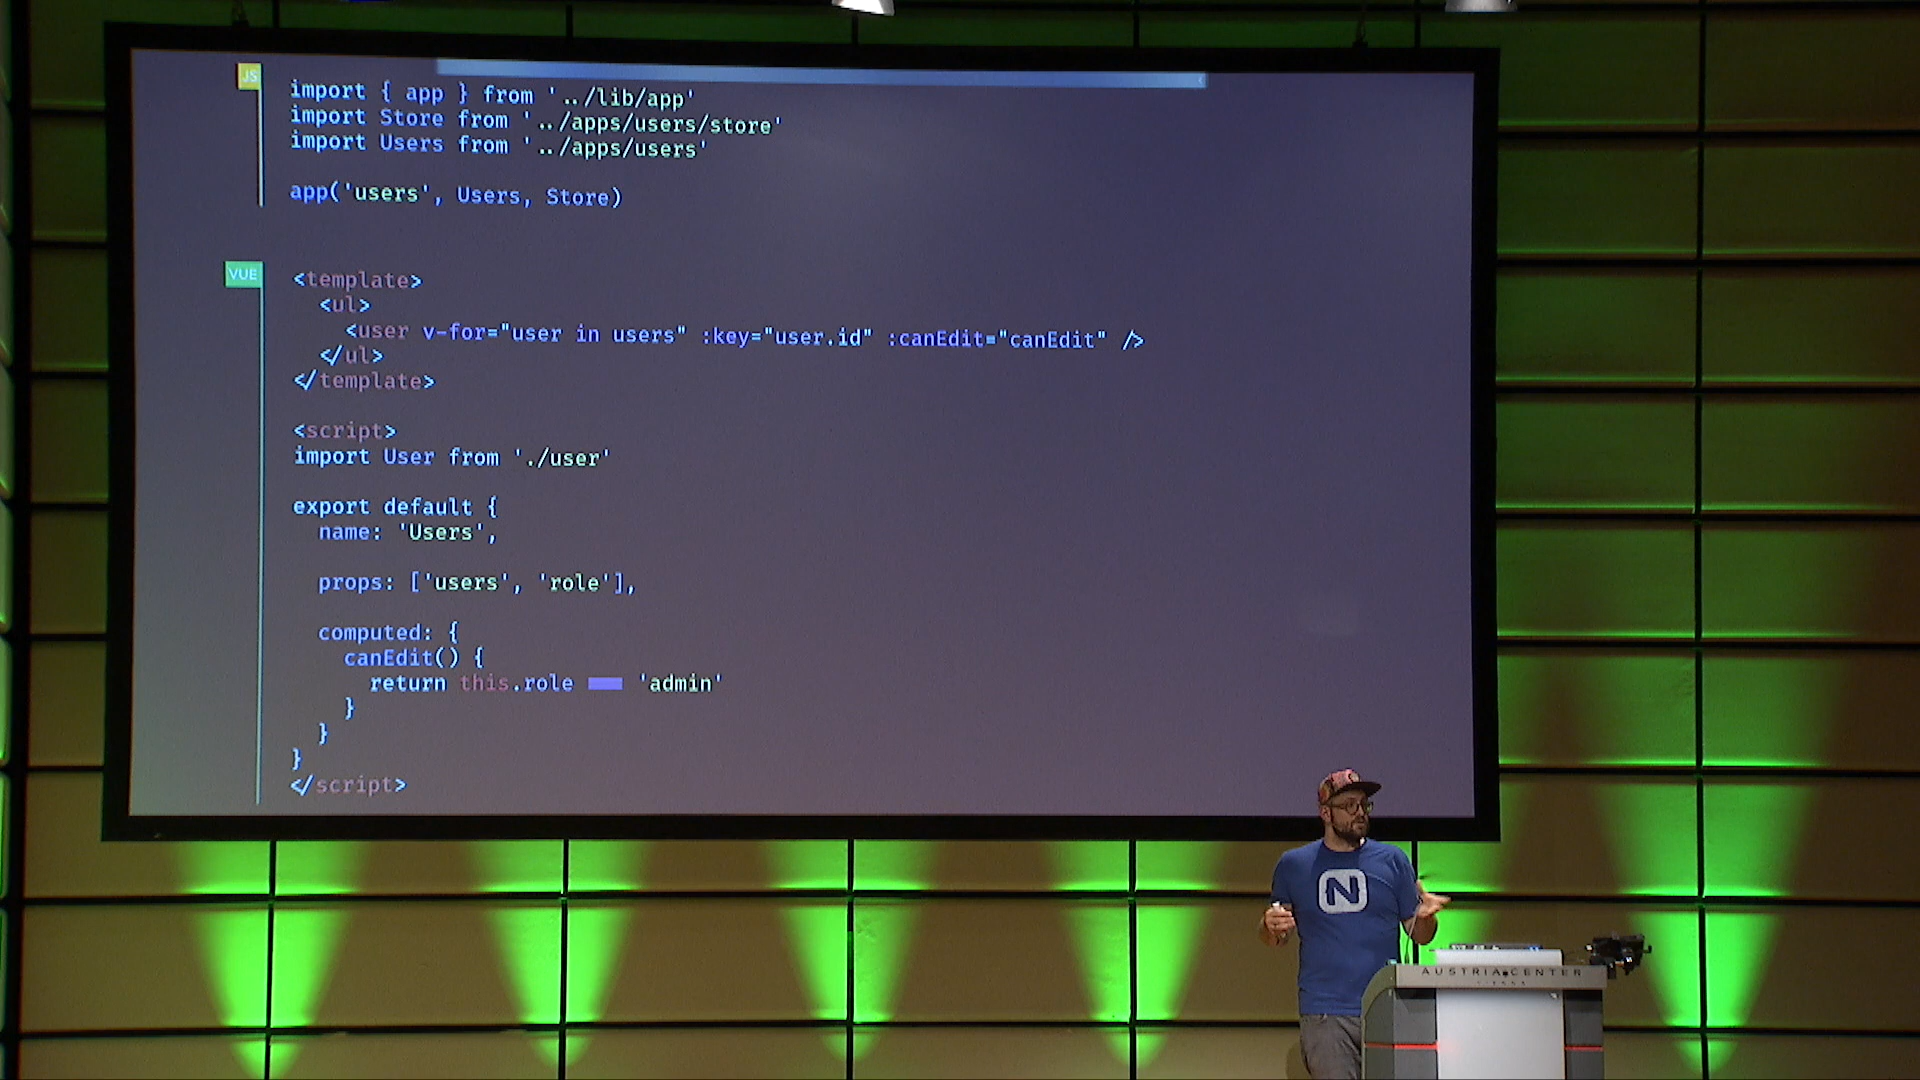 JS
import { app } from '../lib/app'
import Store from '../apps/users/store'
import Users from '../apps/users'
app('users', Users, Store)
VUE
<template>
<ul>
<user v-for="user in users" :key="user.id" :canEdit="canEdit" />
</ul>
</template>
<script>
import User from './user'
export default {
name: 'Users',
props: ['users', 'role'],
computed: {
canEdit() {
return this.role === 'admin'
}
}
}
</script>
N
AUSTRIA CENTER
VIENNA